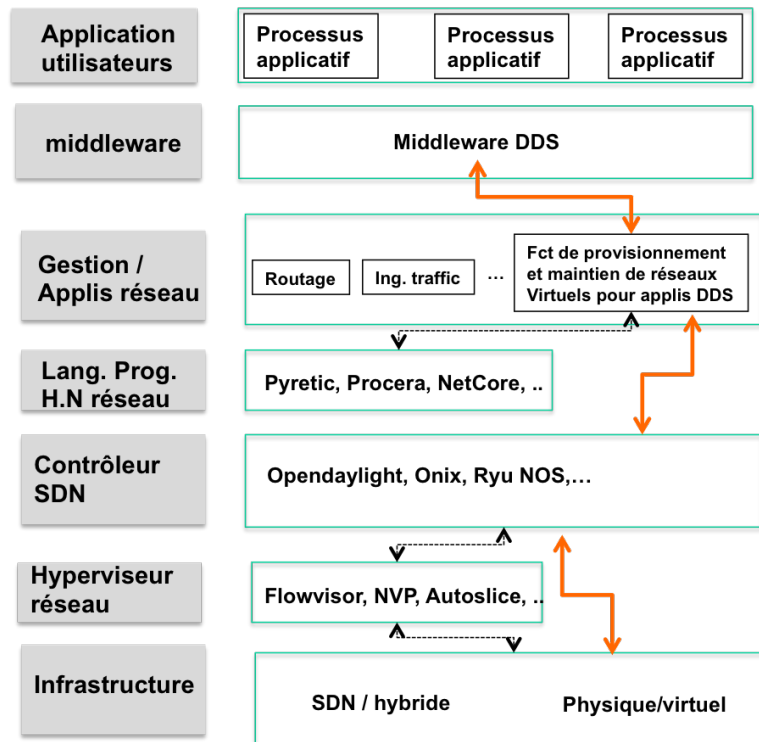 Application
utilisateurs
Processus
applicatif
Processus
applicatif
Processus
applicatif
middleware
Middleware DDS
Gestion /
Applis réseau
Routage
Ing. traffic
...
Fct de provisionnement
et maintien de réseaux
Virtuels pour applis DDS
Lang. Prog.
H.N réseau
Pyretic, Procera, NetCore, ..
Contrôleur
SDN
Opendaylight, Onix, Ryu NOS,...
Hyperviseur
réseau
Flowvisor, NVP, Autoslice, ..
Infrastructure
SDN / hybride
Physique/virtuel